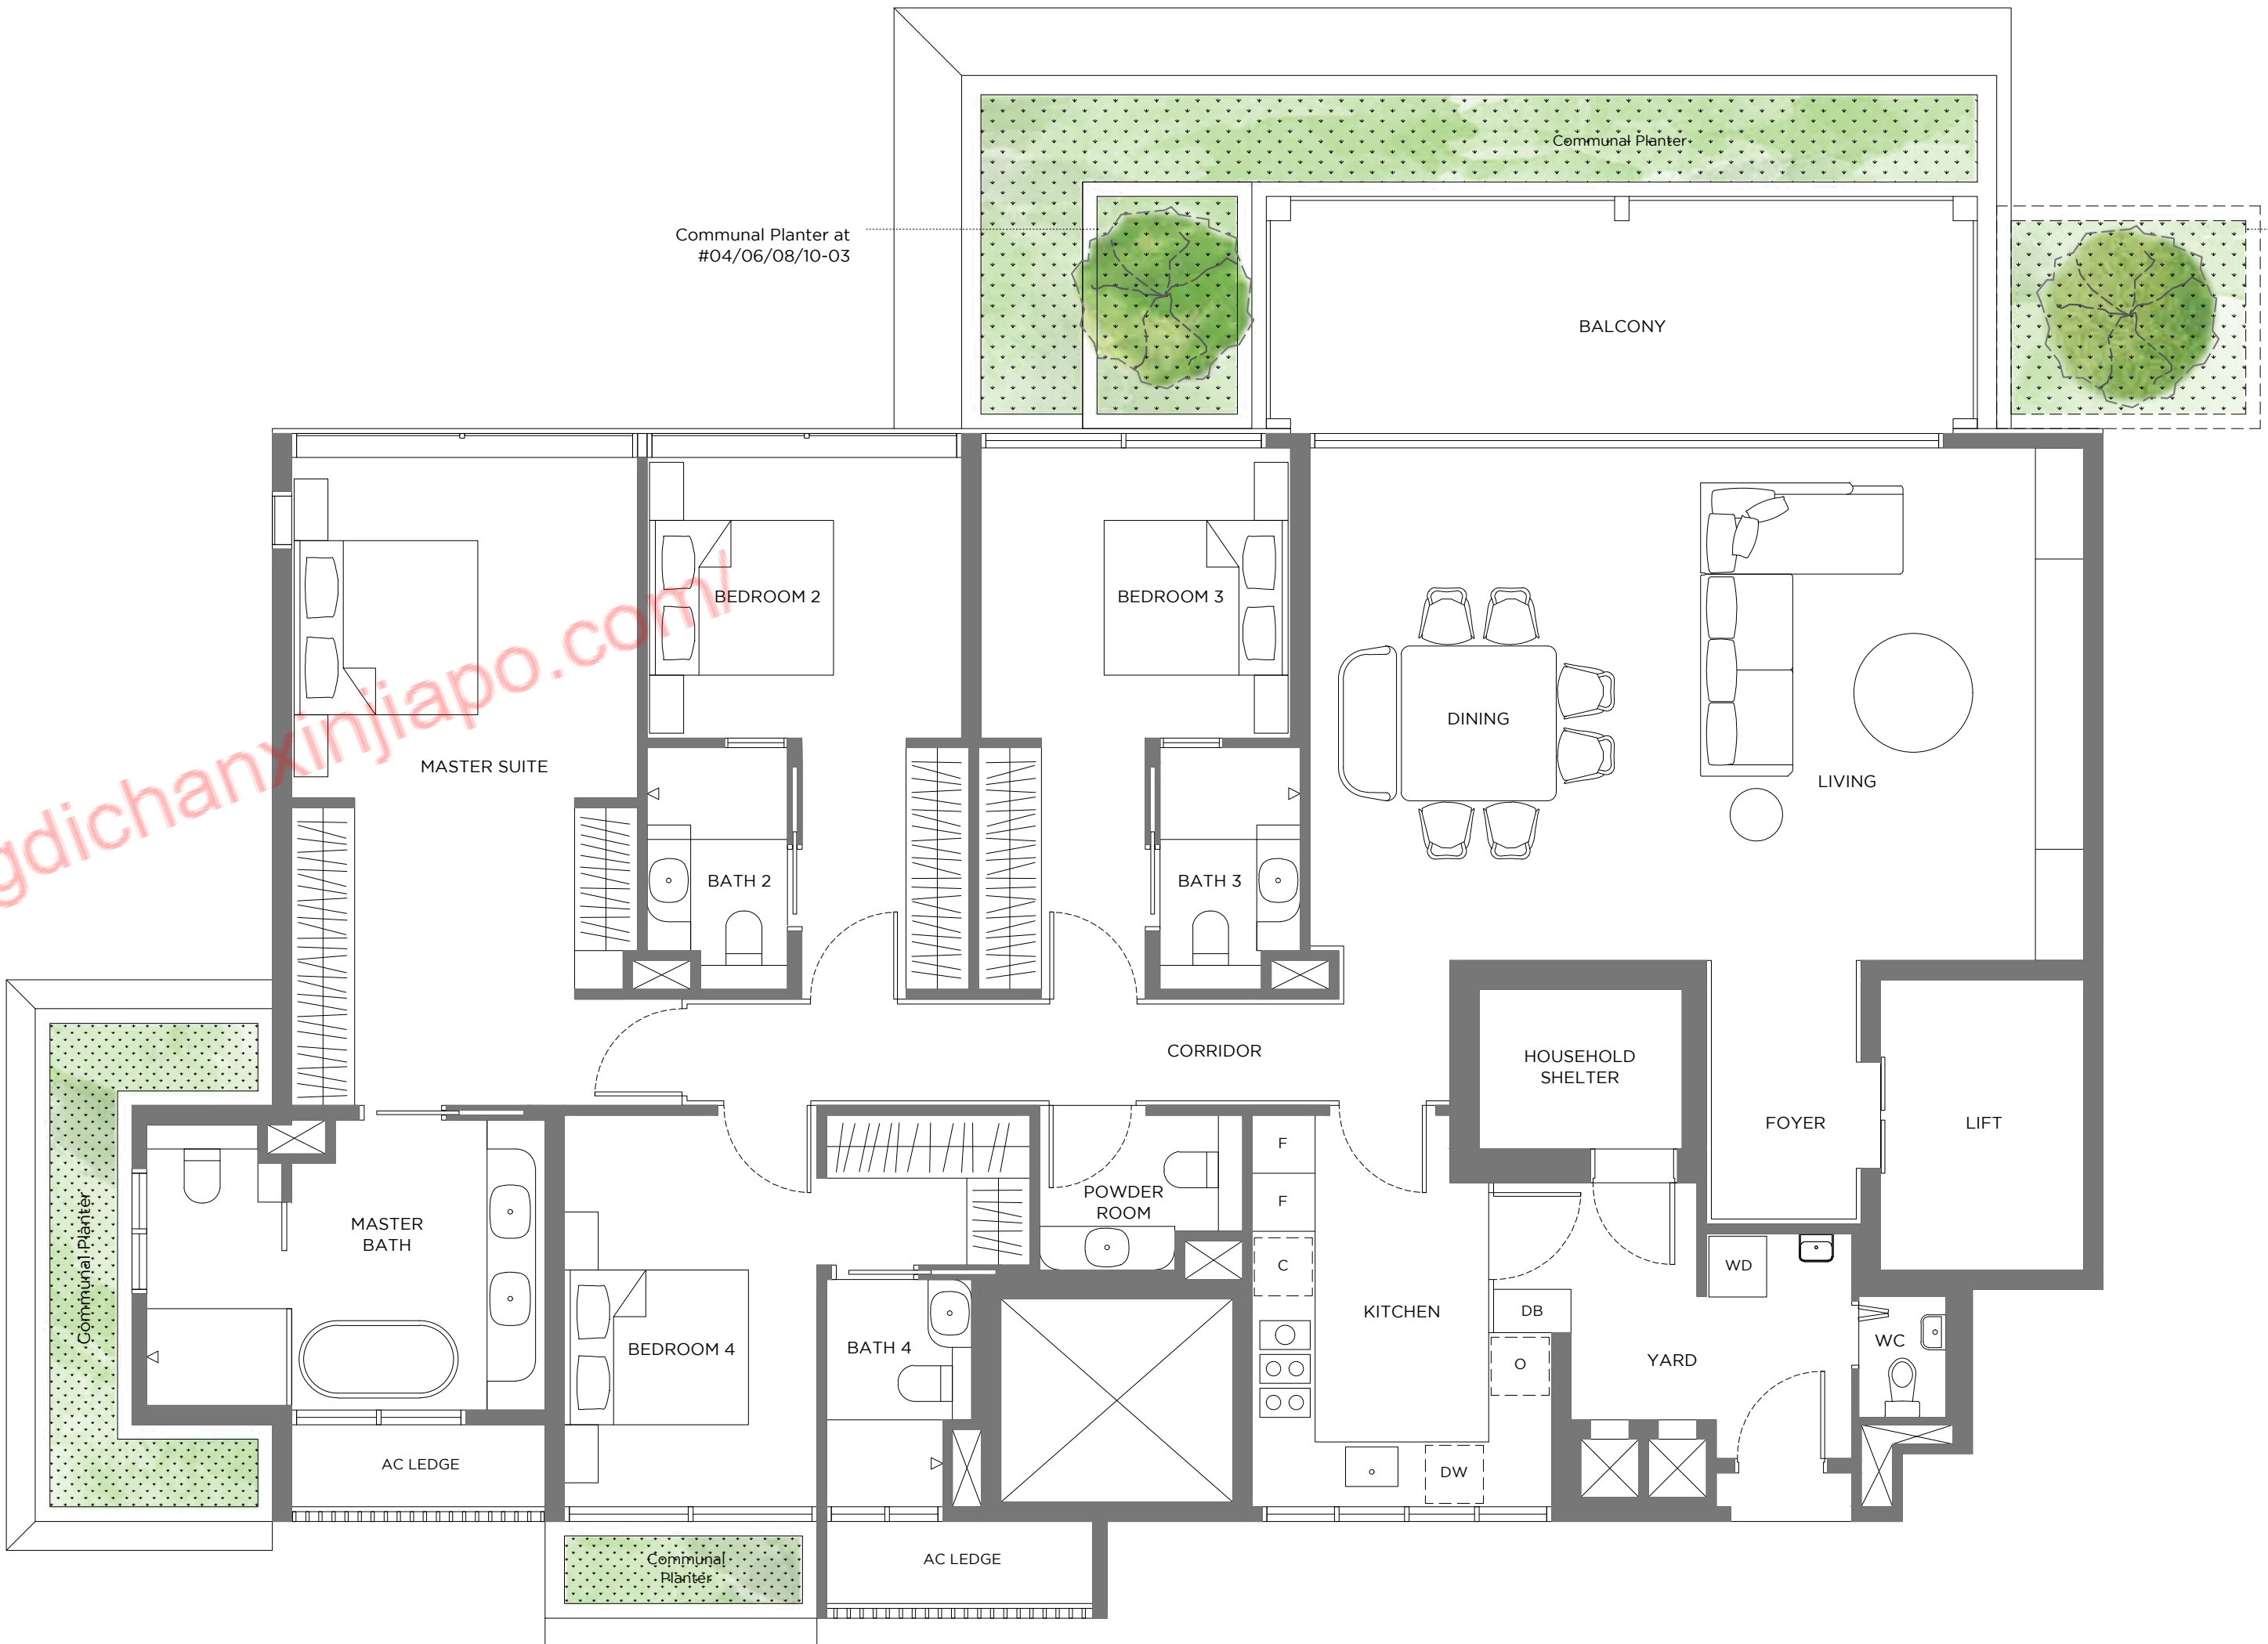 Communal Planter
Communal Planter at
#04/06/08/10-03
BALCONY
BEDROOM 2
BEDROOM 3
DINING
MASTER SUITE
LIVING
gdichanxinjiapo.com/
BATH 2
BATH 3
CORRIDOR
HOUSEHOLD
SHELTER
FOYER
LIFT
F
F
C
POWDER
ROOM
MASTER
BATH
Communal Planter
WD
KITCHEN
DB
BEDROOM 4
BATH 4
O
YARD
WC
AC LEDGE
DW
Communal
Planter
AC LEDGE